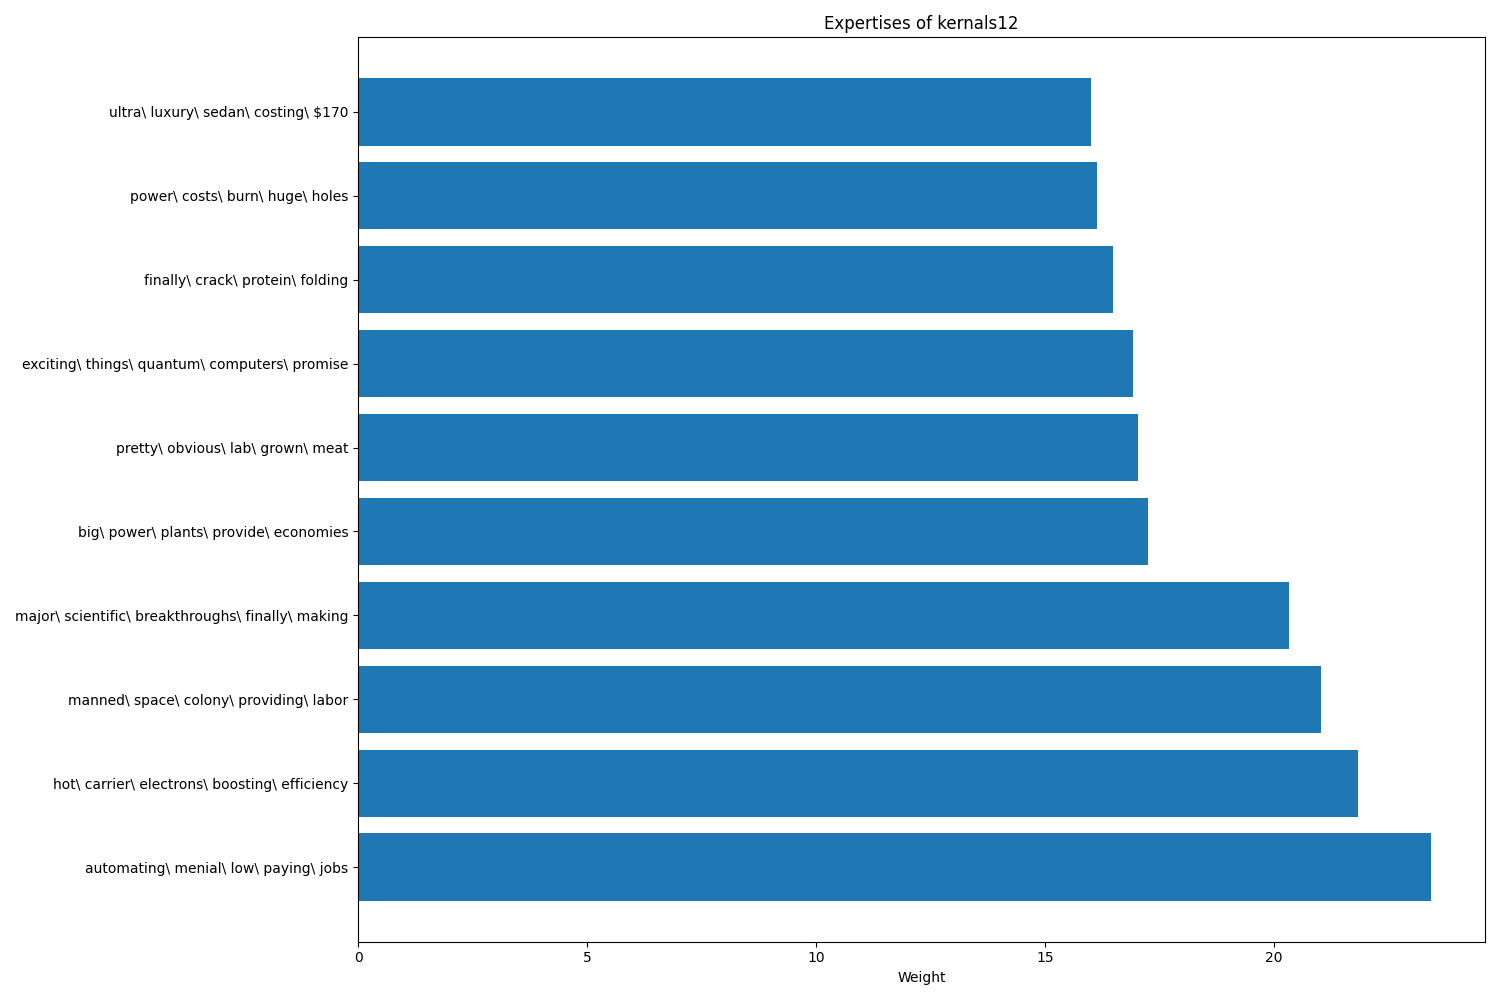 Expertises of kernals12
ultra\ luxury\ sedan\ costing\ $170
power\ costs\ burn\ huge\ holes
finally\ crack\ protein\ folding
exciting\ things\ quantum\ computers\ promise
pretty\ obvious\ lab\ grown\ meat
big\ power\ plants\ provide\ economies
major\ scientific\ breakthroughs\ finally\ making
manned\ space\ colony\ providing\ labor
hot\ carrier\ electrons\ boosting\ efficiency
automating\ menial\ low\ paying\ jobs
0 5 10 15 20
Weight